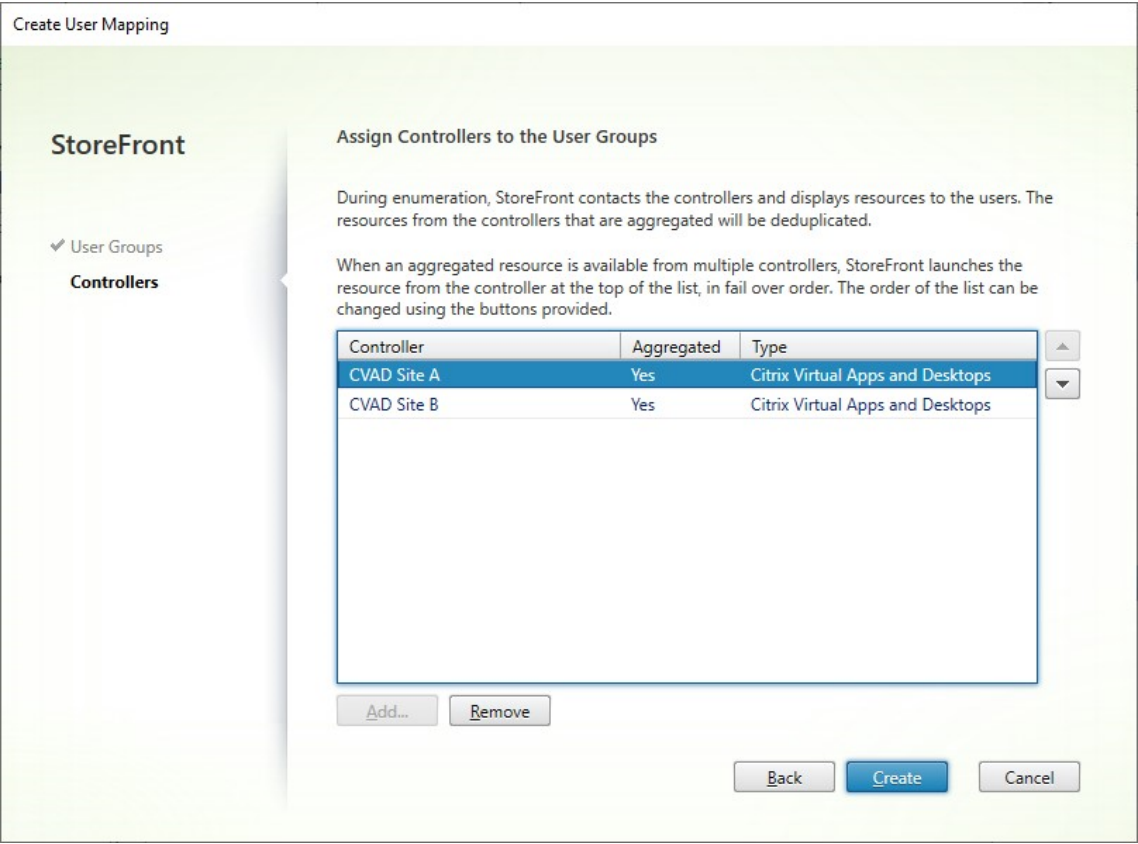 Create User Mapping
StoreFront
✔ User Groups
Controllers
Assign Controllers to the User Groups
During enumeration, StoreFront contacts the controllers and displays resources to the users. The
resources from the controllers that are aggregated will be deduplicated.
When an aggregated resource is available from multiple controllers, StoreFront launches the
resource from the controller at the top of the list, in fail over order. The order of the list can be
changed using the buttons provided.
Controller Aggregated Type
CVAD Site A Yes Citrix Virtual Apps and Desktops
CVAD Site B Yes Citrix Virtual Apps and Desktops
Add... Remove
Back Create Cancel